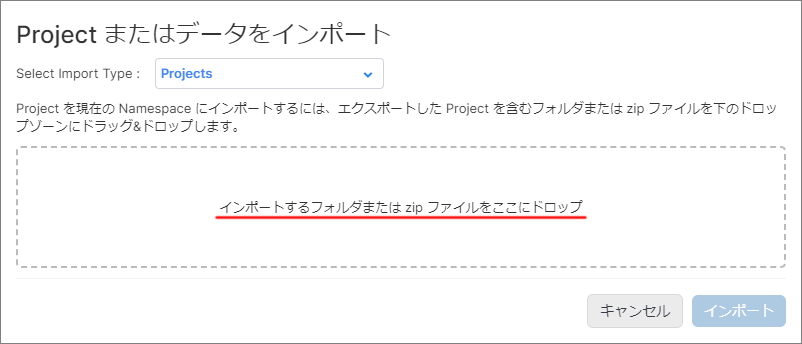 Project またはデータをインポート
Select Import Type : Projects
Project を現在の Namespace にインポートするには、エクスポートした Project を含むフォルダまたは zip ファイルを下のドロッ
プゾーンにドラッグ&ドロップします。
インポートするフォルダまたは zip ファイルをここにドロップ
キャンセル インポート